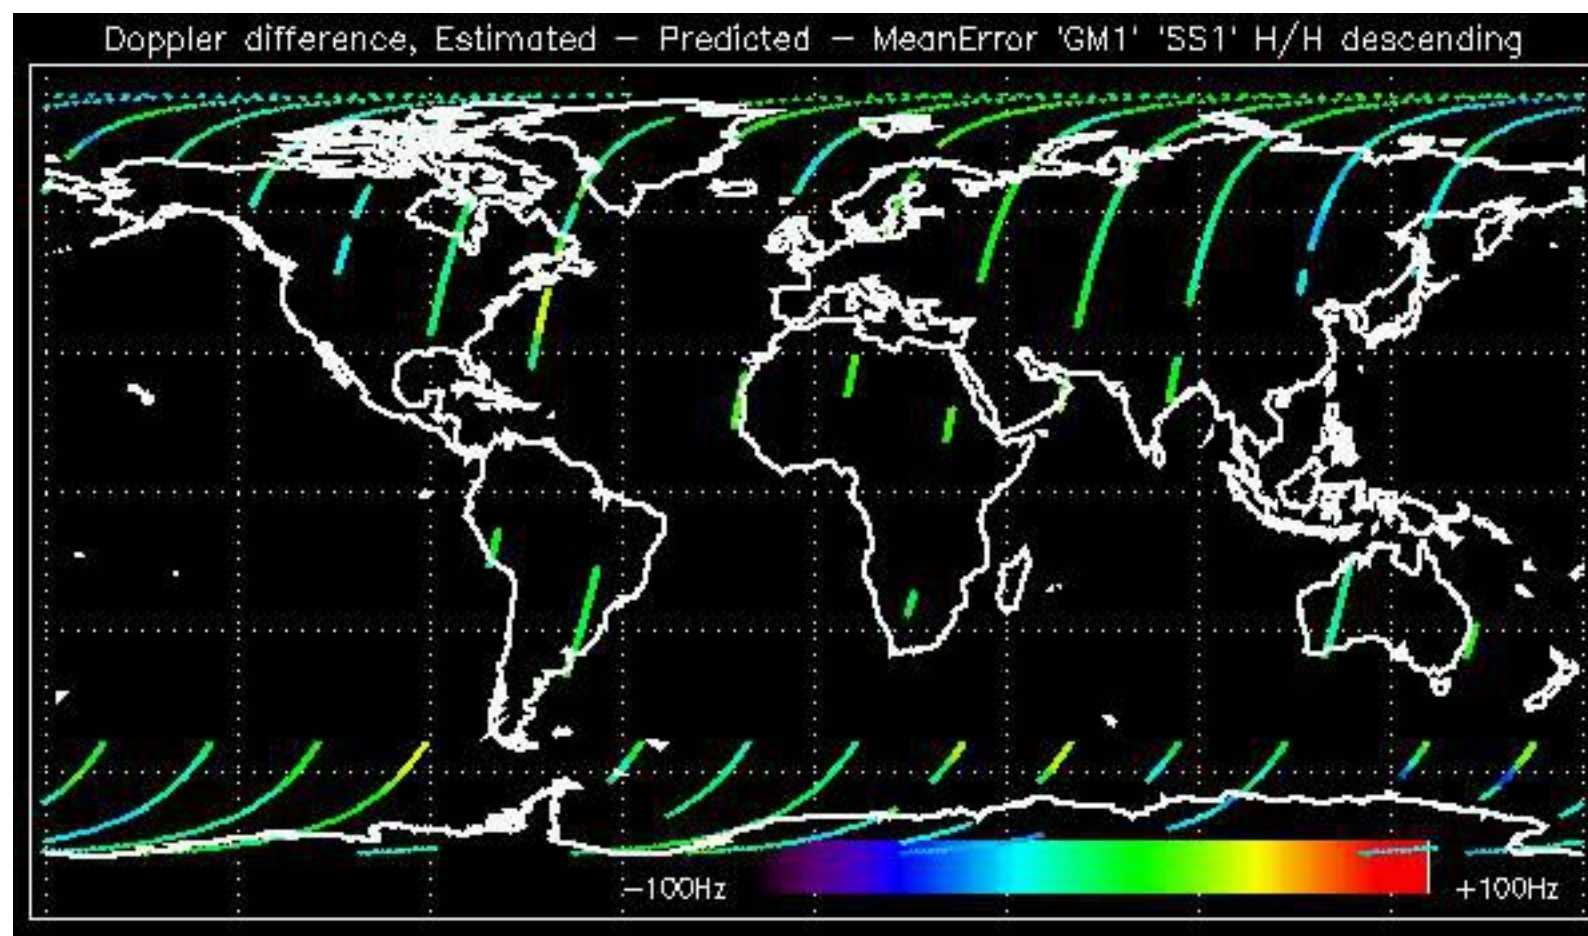 Doppler difference, Estimated – Predicted – MeanError 'GM1' 'SS1' H/H descending
–100Hz +100Hz